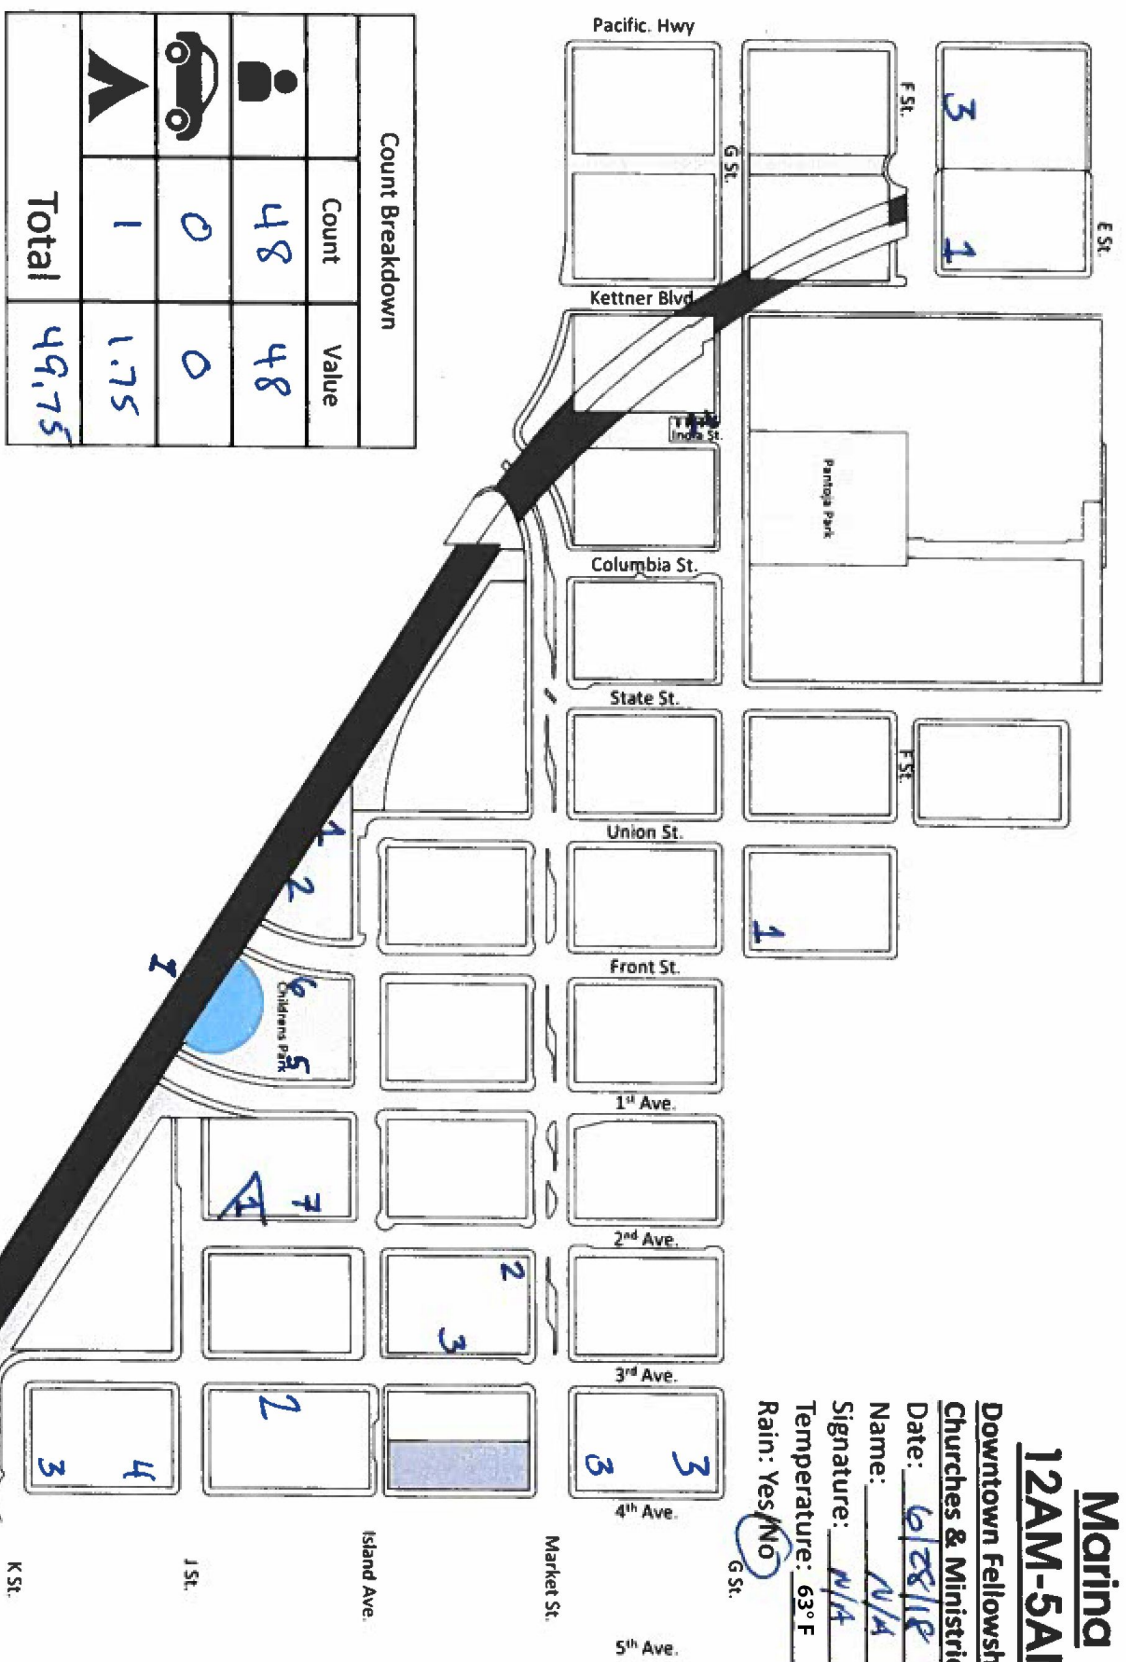 Marina
12AM-5A
Downtown Fellowsh
Churches & Ministri
Date: 6/28/18
Name: N/A
Signature: N/A
Temperature: 63° F
Rain: Yes/No
Pacific. Hwy
Kettner Blvd
India St.
Columbia St.
State St.
Union St.
Front St.
1st Ave.
2nd Ave.
3rd Ave.
4th Ave.
5th Ave.
E St.
F St.
F St.
G St.
G St.
Market St.
Island Ave.
J St.
K St.
Pantoja Park
Childrens Park
3
1
1
1
2
6
5
1
7
1
2
3
3
3
2
4
3
Count Breakdown
Count Value
48 48
0 0
1 1.75
Total 49.75